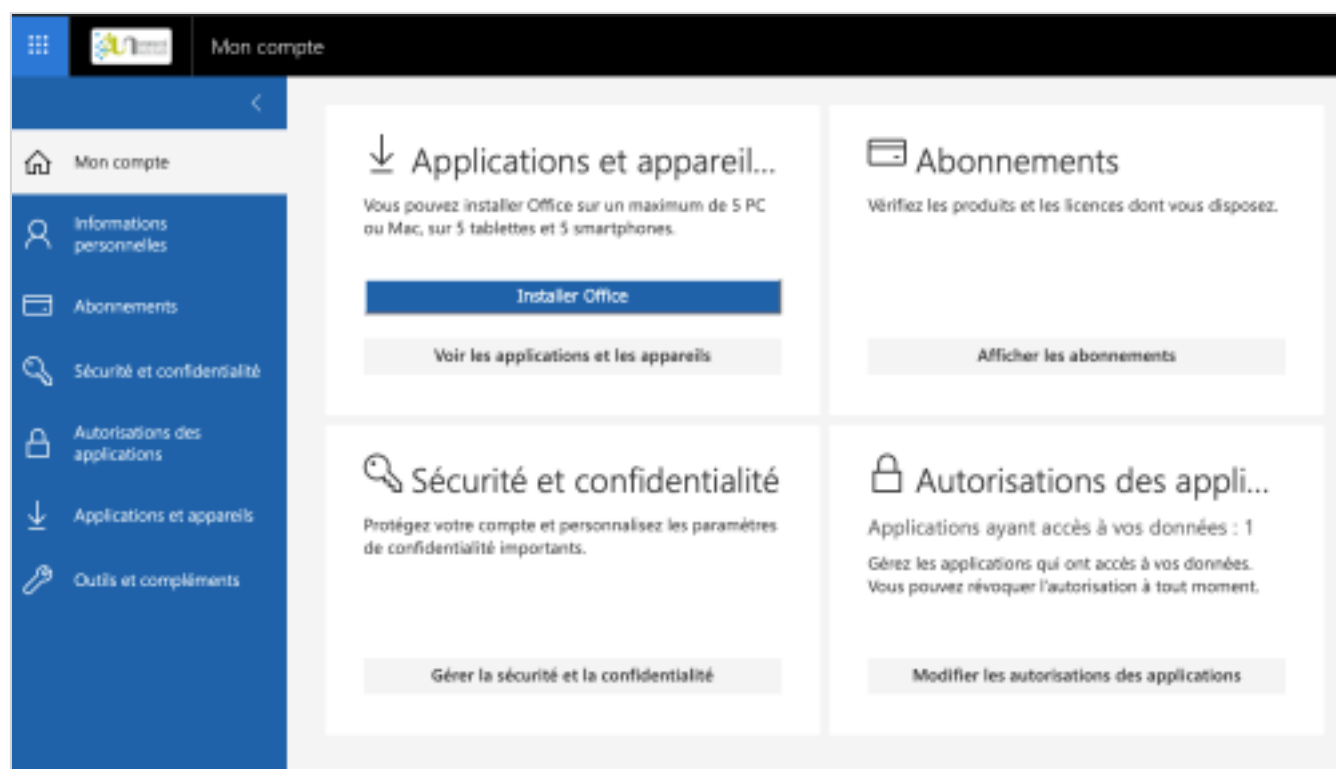 Mon compte
Mon compte
Informations
personnelles
Abonnements
Sécurité et confidentialité
Autorisations des
applications
Applications et appareils
Outils et compléments
Applications et appareil...
Vous pouvez installer Office sur un maximum de 5 PC
ou Mac, sur 5 tablettes et 5 smartphones.
Installer Office
Voir les applications et les appareils
Abonnements
Vérifiez les produits et les licences dont vous disposez.
Afficher les abonnements
Sécurité et confidentialité
Protégez votre compte et personnalisez les paramètres
de confidentialité importants.
Gérer la sécurité et la confidentialité
Autorisations des appli...
Applications ayant accès à vos données : 1
Gérez les applications qui ont accès à vos données.
Vous pouvez révoquer l'autorisation à tout moment.
Modifier les autorisations des applications